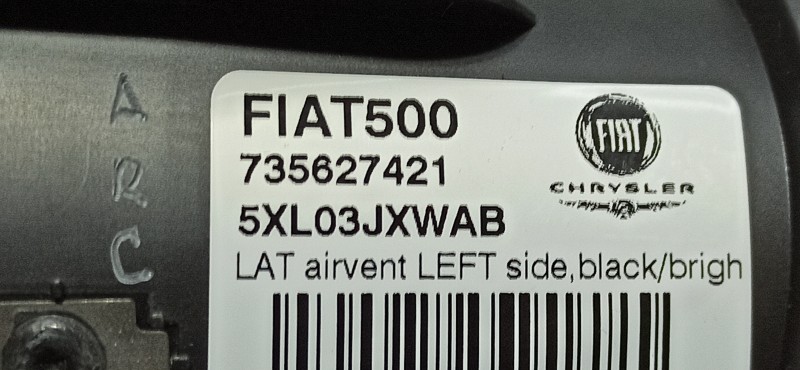 A
R
C
FIAT500
735627421
5XL03JXWAB
LAT airvent LEFT side,black/brigh
FIAT
CHRYSLER